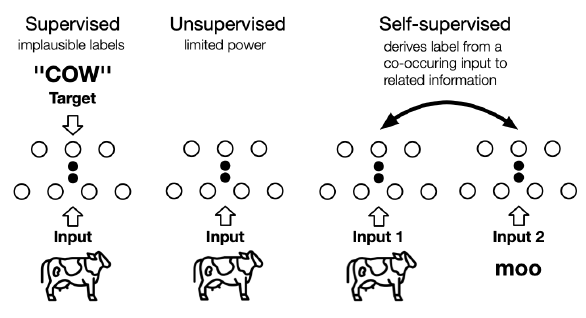 Supervised
implausible labels
"COW"
Target
Input
Unsupervised
limited power
Input
Self-supervised
derives label from a
co-occuring input to
related information
Input 1
Input 2
moo